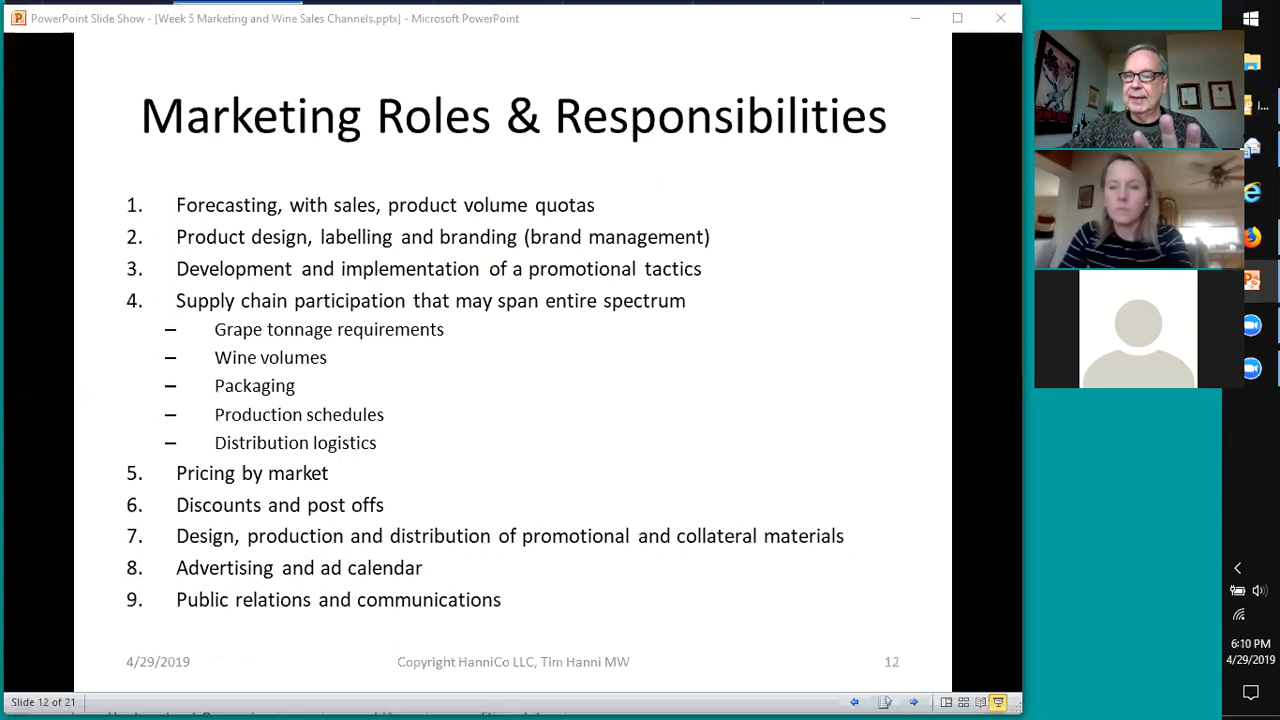 PowerPoint Slide Show - [Week 5 Marketing and Wine Sales Channels.pptx] - Microsoft PowerPoint
Marketing Roles & Responsibilities
1. Forecasting, with sales, product volume quotas
2. Product design, labelling and branding (brand management)
3. Development and implementation of a promotional tactics
4. Supply chain participation that may span entire spectrum
– Grape tonnage requirements
– Wine volumes
– Packaging
– Production schedules
– Distribution logistics
5. Pricing by market
6. Discounts and post offs
7. Design, production and distribution of promotional and collateral materials
8. Advertising and ad calendar
9. Public relations and communications
4/29/2019 Copyright HanniCo LLC, Tim Hanni MW 12
Slide 12 of 21
6:10 PM
4/29/2019